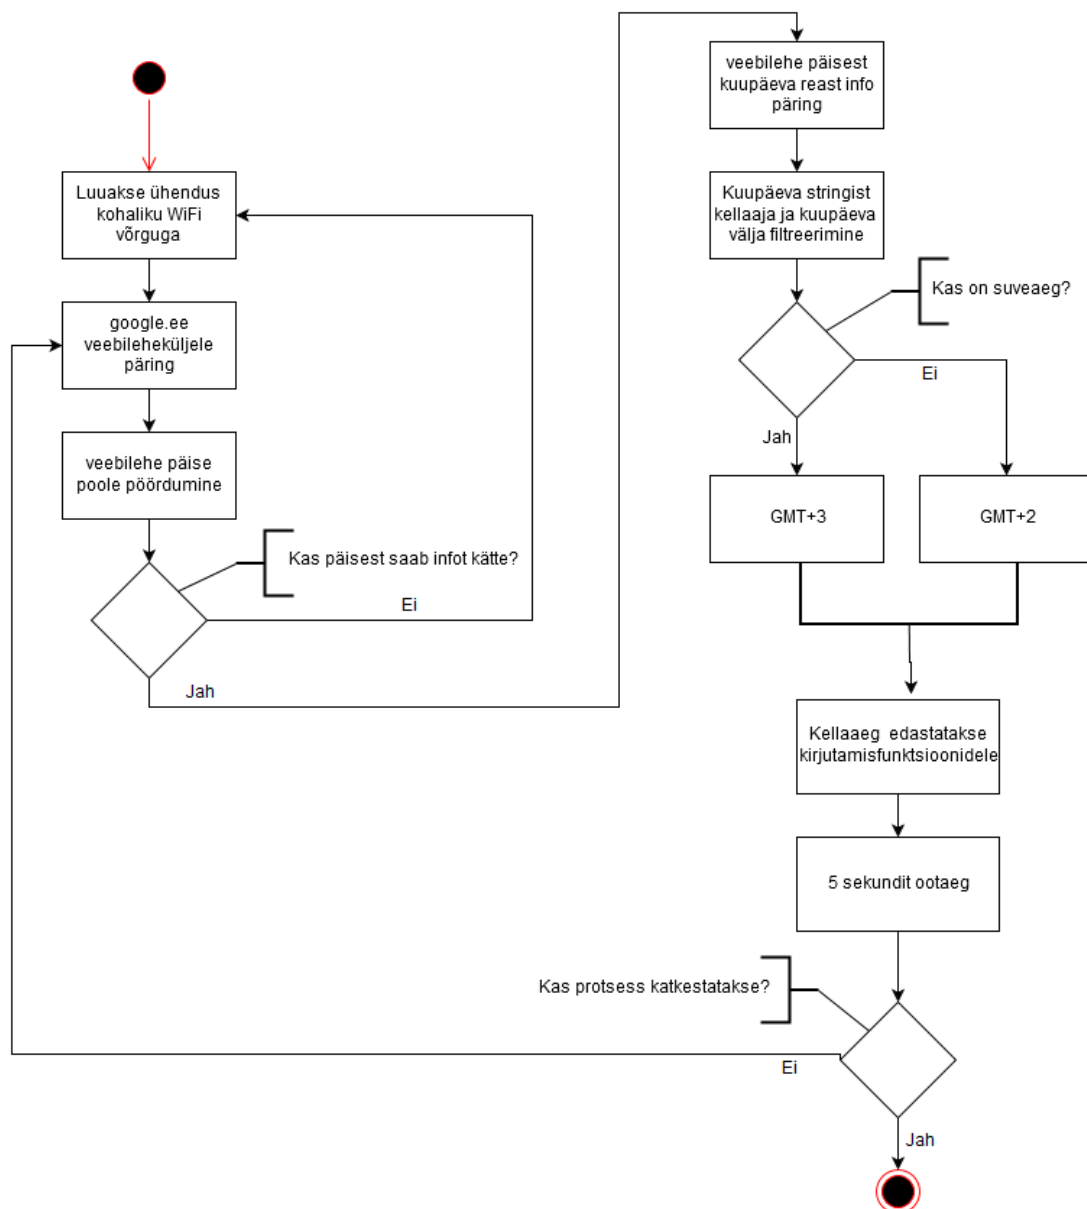 Luuakse ühendus
kohaliku WiFi
võrguga
google.ee
veebileheküljele
päring
veebilehe päise
poole pöördumine
Kas päisest saab infot kätte?
Ei
Jah
veebilehe päisest
kuupäeva reast info
päring
Kuupäeva stringist
kellaaja ja kuupäeva
välja filtreerimine
Kas on suveaeg?
Ei
Jah
GMT+3
GMT+2
Kellaaeg  edastatakse
kirjutamisfunktsioonidele
5 sekundit ootaeg
Kas protsess katkestatakse?
Ei
Jah